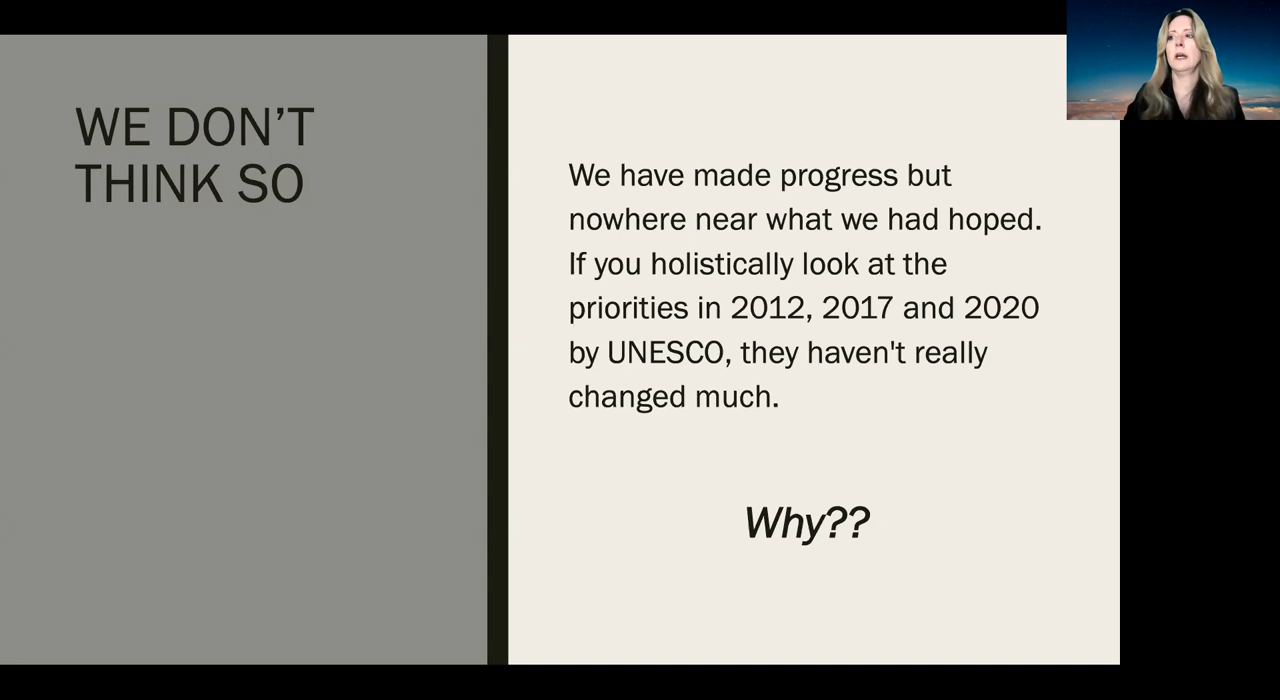 WE DON’T
THINK SO
We have made progress but
nowhere near what we had hoped.
If you holistically look at the
priorities in 2012, 2017 and 2020
by UNESCO, they haven't really
changed much.
Why??